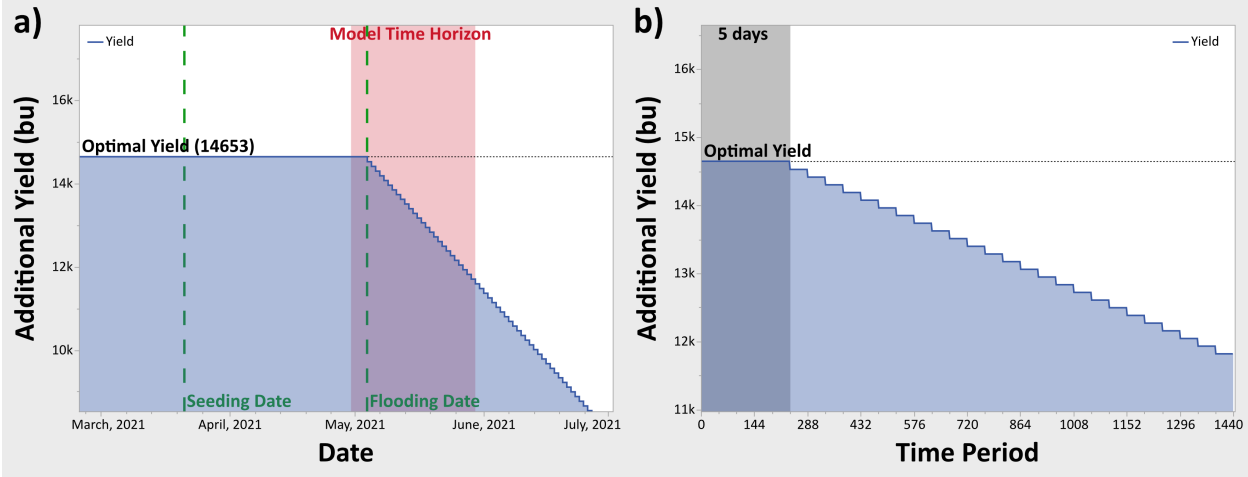 a)
Model Time Horizon
Yield
Additional Yield (bu)
16k
14k
12k
10k
Optimal Yield (14653)
Seeding Date
Flooding Date
March, 2021
April, 2021
May, 2021
June, 2021
July, 2021
Date
b)
5 days
Yield
Additional Yield (bu)
16k
15k
14k
13k
12k
11k
Optimal Yield
0
144
288
432
576
720
864
1008
1152
1296
1440
Time Period